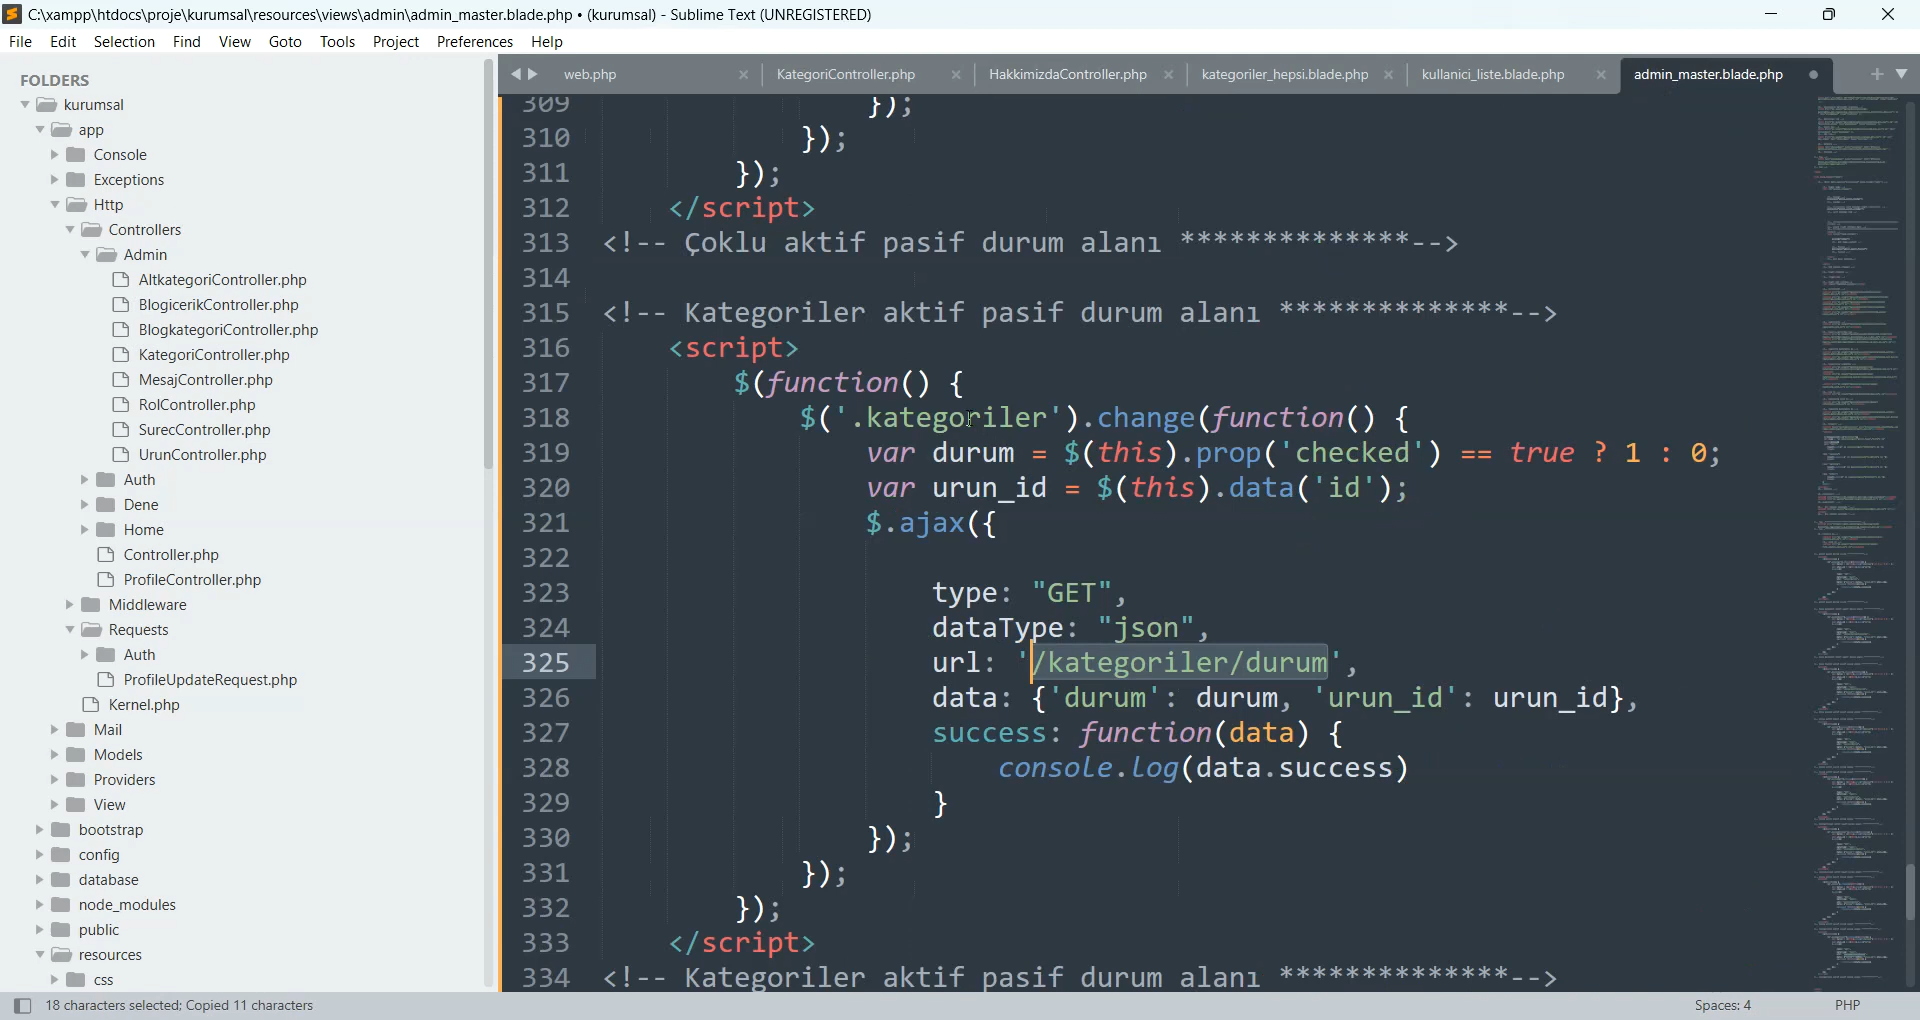 C:\xampp\htdocs\proje\kurumsal\resources\views\admin\admin_master.blade.php • (kurumsal) - Sublime Text (UNREGISTERED)
File Edit Selection Find View Goto Tools Project Preferences Help
FOLDERS
kurumsal
app
Console
Exceptions
Http
Controllers
Admin
AltkategoriController.php
BlogicerikController.php
BlogkategoriController.php
KategoriController.php
MesajController.php
RolController.php
SurecController.php
UrunController.php
Auth
Dene
Home
Controller.php
ProfileController.php
Middleware
Requests
Auth
ProfileUpdateRequest.php
Kernel.php
Mail
Models
Providers
View
bootstrap
config
database
node_modules
public
resources
css
web.php KategoriController.php HakkimizdaController.php kategoriler_hepsi.blade.php kullanici_liste.blade.php admin_master.blade.php
309 });
310 });
311 });
312 </script>
313 <!-- Çoklu aktif pasif durum alanı **************-->
314
315 <!-- Kategoriler aktif pasif durum alanı **************-->
316 <script>
317 $(function() {
318 $('.kategoriler').change(function() {
319 var durum = $(this).prop('checked') == true ? 1 : 0;
320 var urun_id = $(this).data('id');
321 $.ajax({
322
323 type: "GET",
324 dataType: "json",
325 url: '/kategoriler/durum',
326 data: {'durum': durum, 'urun_id': urun_id},
327 success: function(data) {
328 console.log(data.success)
329 }
330 });
331 });
332 });
333 </script>
334 <!-- Kategoriler aktif pasif durum alanı **************-->
18 characters selected; Copied 11 characters Spaces: 4 PHP